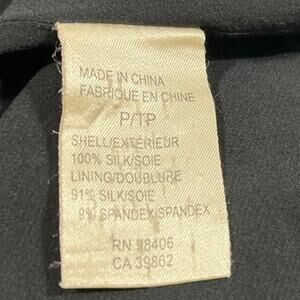 MADE IN CHINA
FABRIQUE EN CHINE
P/TP
SHELL/EXTÉRIEUR
100% SILK/SOIE
LINING/DOUBLURE
91% SILK/SOIE
9% SPANDEX/SPANDEX
RN 98406
CA 39862